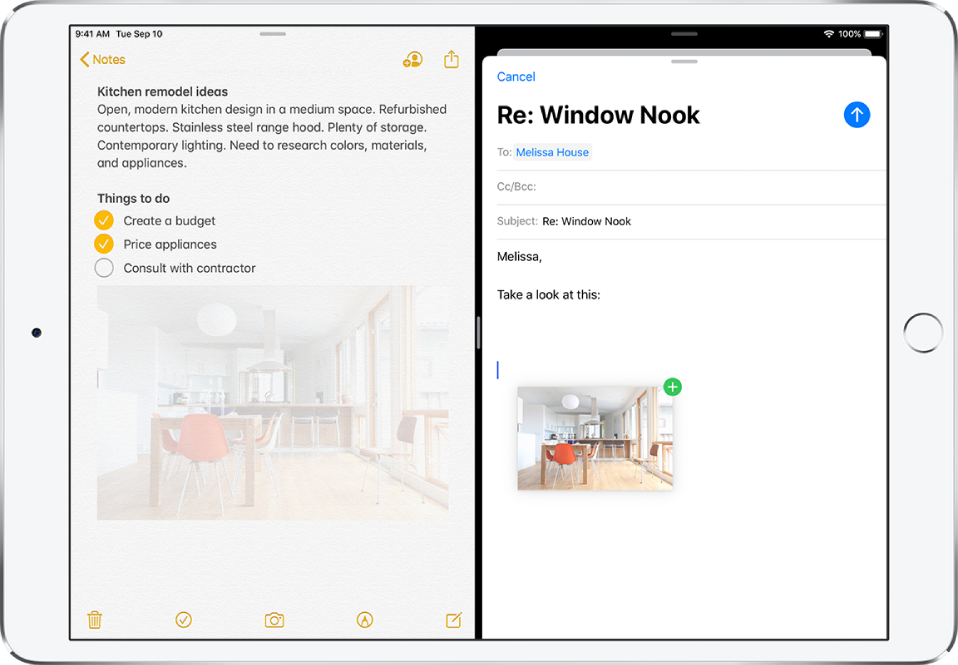 9:41 AM Tue Sep 10
100%
Notes
Kitchen remodel ideas
Open, modern kitchen design in a medium space. Refurbished
countertops. Stainless steel range hood. Plenty of storage.
Contemporary lighting. Need to research colors, materials,
and appliances.
Things to do
Create a budget
Price appliances
Consult with contractor
Cancel
Re: Window Nook
To: Melissa House
Cc/Bcc:
Subject: Re: Window Nook
Melissa,
Take a look at this: